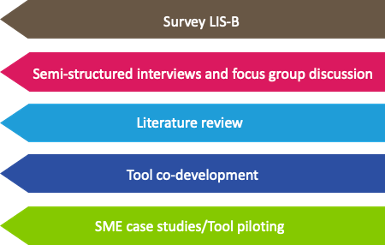 Survey LIS-B
Semi-structured interviews and focus group discussion
Literature review
Tool co-development
SME case studies/Tool piloting